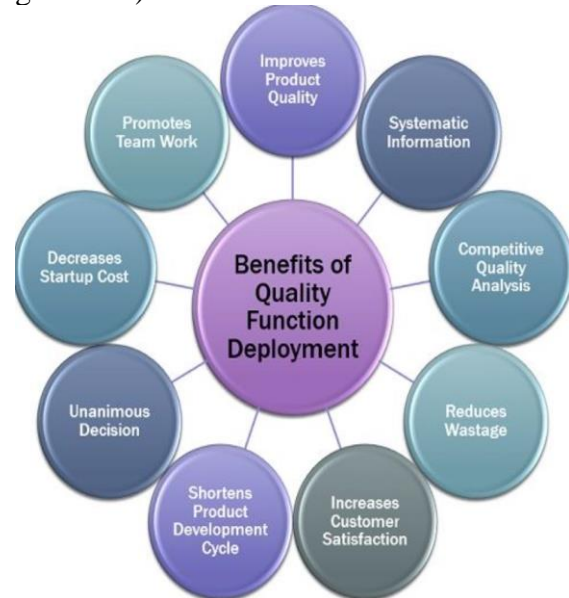 Improves
Product
Quality
Systematic
Information
Competitive
Quality
Analysis
Reduces
Wastage
Increases
Customer
Satisfaction
Shortens
Product
Development
Cycle
Unanimous
Decision
Decreases
Startup Cost
Promotes
Team Work
Benefits of
Quality
Function
Deployment